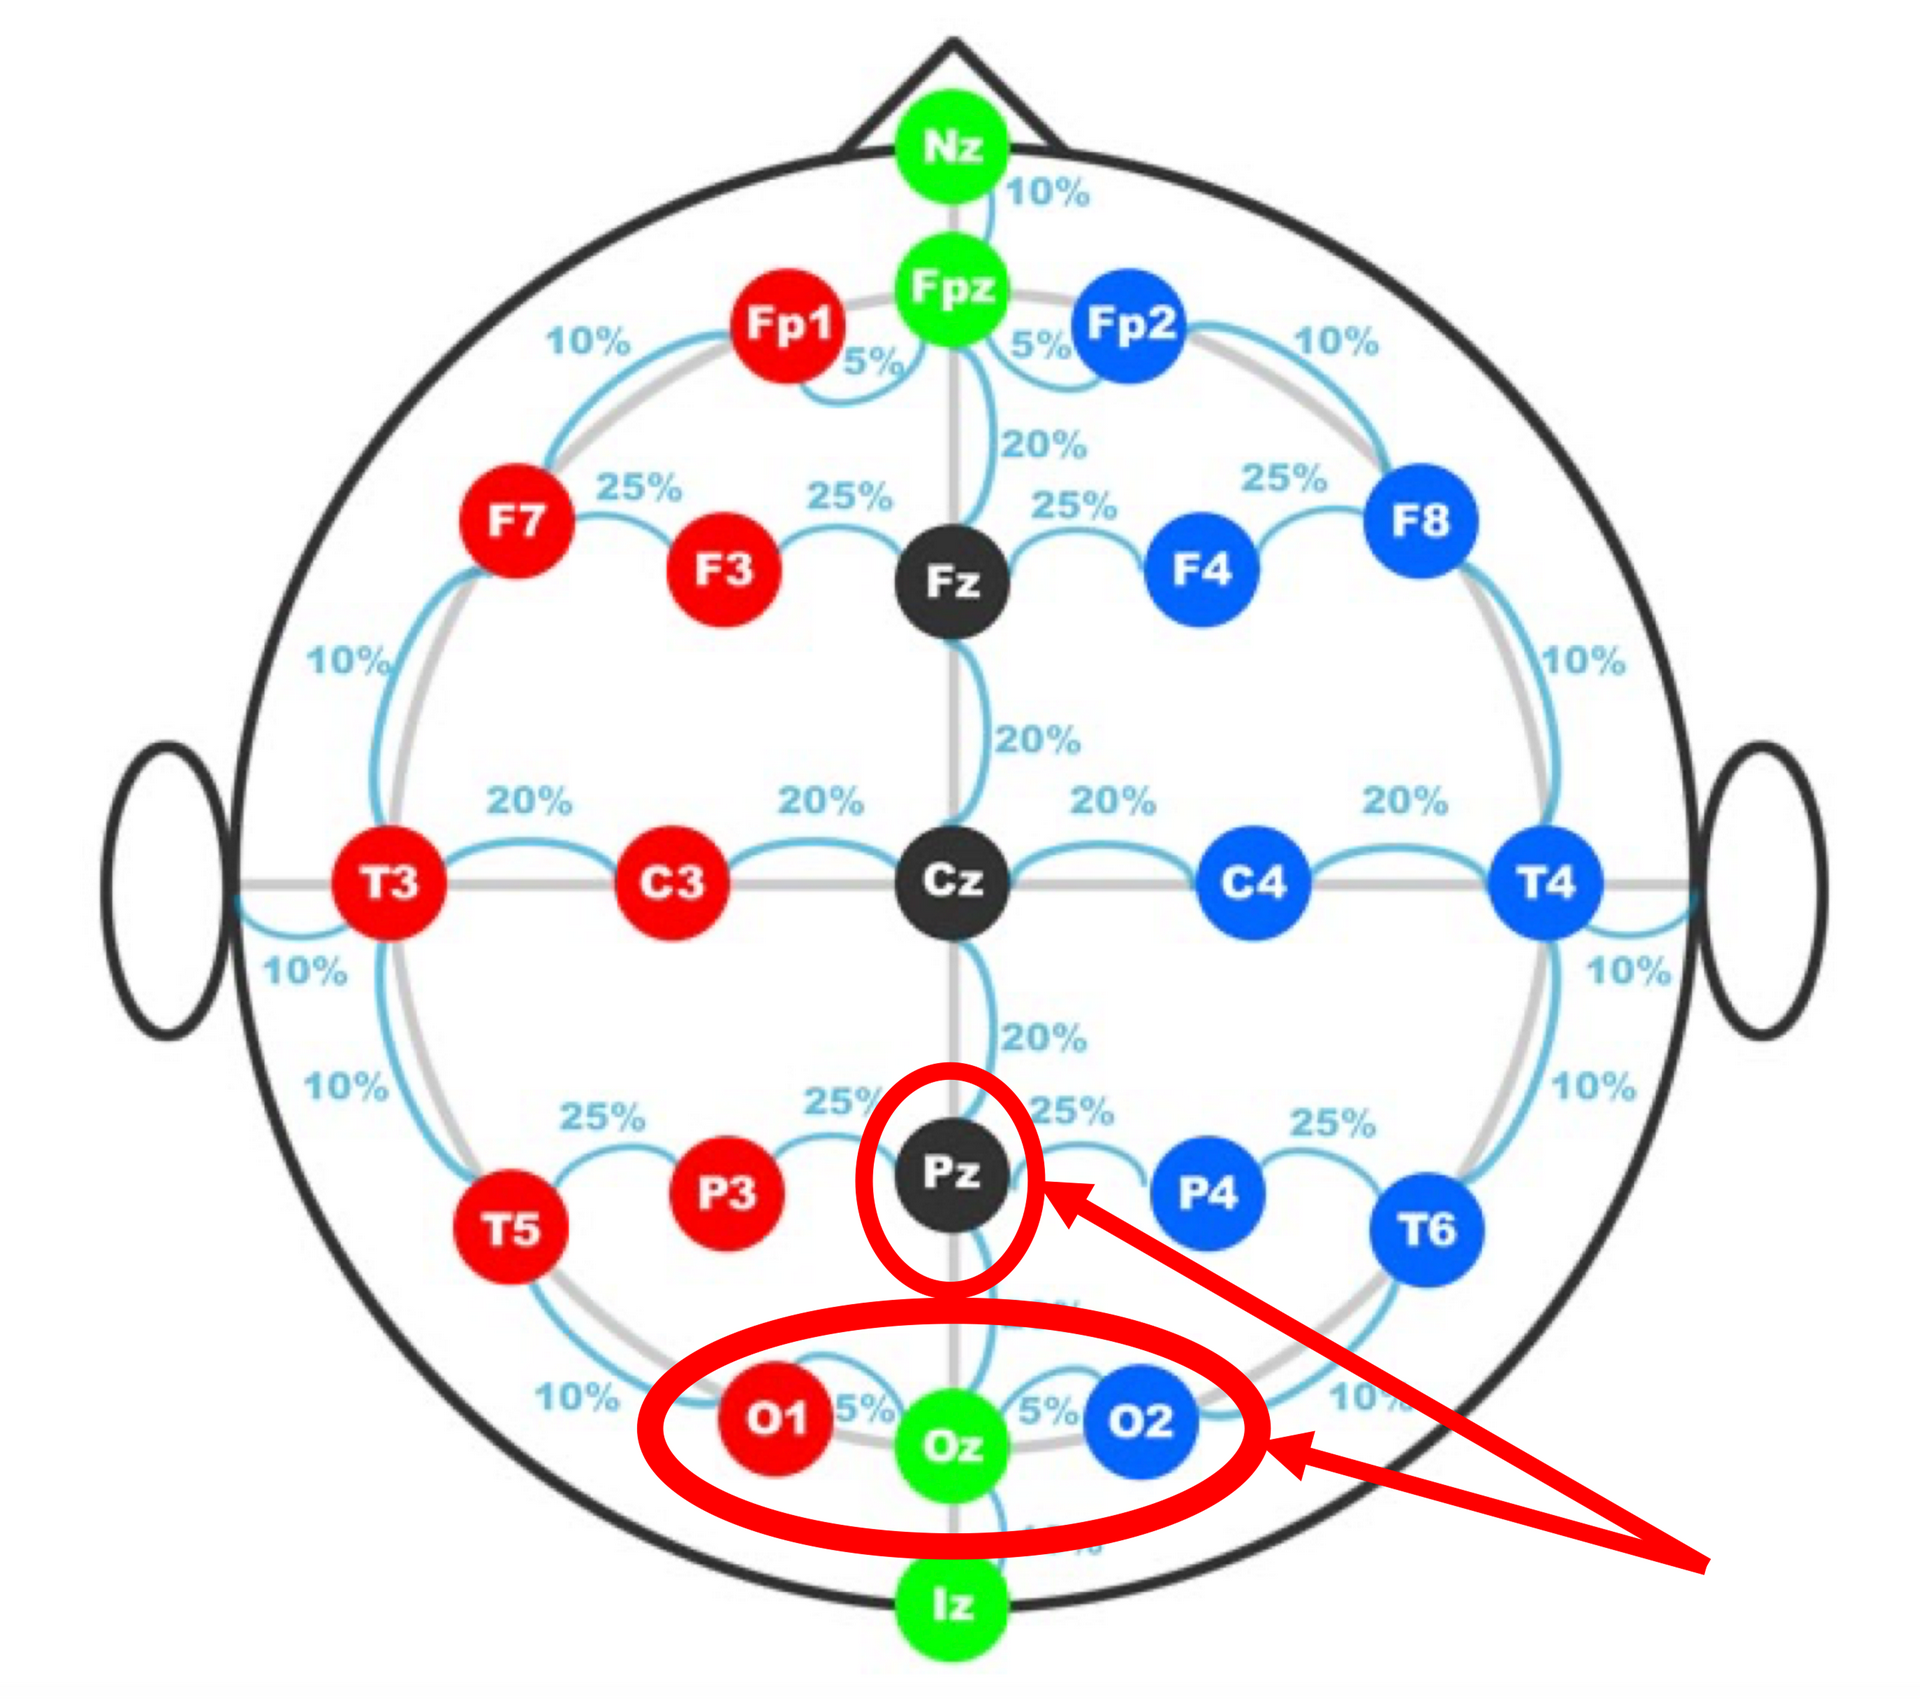 Nz
10%
Fpz
Fp1 Fp2
10% 5% 5% 10%
20%
25% 25% 25% 25%
F7 F3 Fz F4 F8
10% 10%
20%
20% 20% 20% 20%
T3 C3 Cz C4 T4
10% 10%
20%
10% 10%
25% 25% 25% 25%
T5 P3 Pz P4 T6
10% 5% 5% 10%
O1 Oz O2
Iz